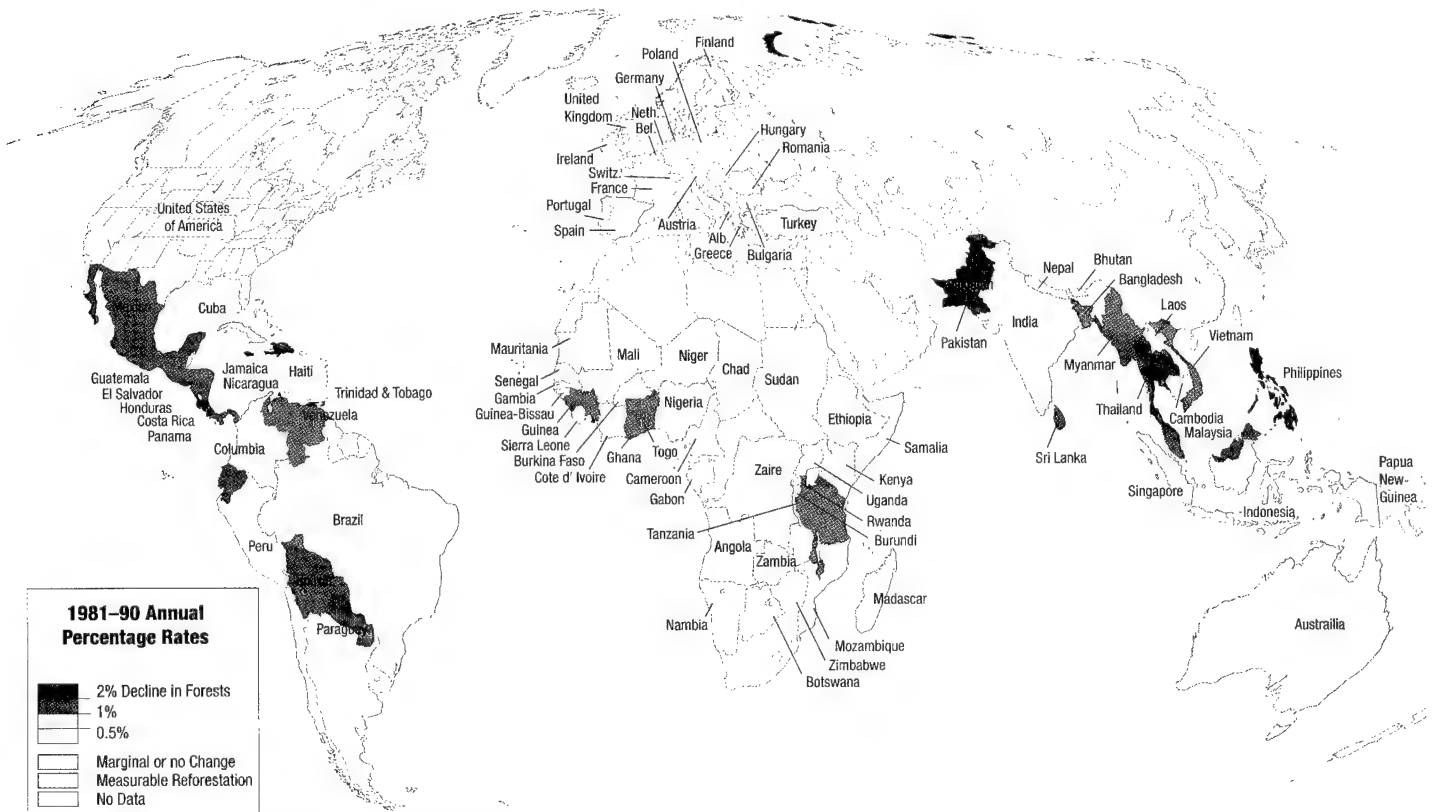 Finland
Poland
Germany
United
Kingdom
Neth.
Bel.
Hungary
Romania
Ireland
Switz.
France
Portugal
Spain
Austria
Alb.
Greece
Bulgaria
Turkey
United States
of America
Cuba
Jamaica
Nicaragua
Haiti
Guatemala
El Salvador
Honduras
Costa Rica
Panama
Trinidad & Tobago
Venezuela
Columbia
Brazil
Peru
Paraguay
Mauritania
Mali
Niger
Chad
Sudan
Senegal
Gambia
Guinea-Bissau
Guinea
Sierra Leone
Burkina Faso
Cote d' Ivoire
Ghana
Togo
Nigeria
Cameroon
Gabon
Ethiopia
Samalia
Zaire
Kenya
Uganda
Rwanda
Burundi
Tanzania
Angola
Zambia
Nambia
Madascar
Mozambique
Zimbabwe
Botswana
Pakistan
India
Nepal
Bhutan
Bangladesh
Laos
Vietnam
Myanmar
Thailand
Cambodia
Malaysia
Philippines
Sri Lanka
Singapore
Indonesia
Papua
New-
Guinea
Austrailia
1981–90 Annual
Percentage Rates
2% Decline in Forests
1%
0.5%
Marginal or no Change
Measurable Reforestation
No Data